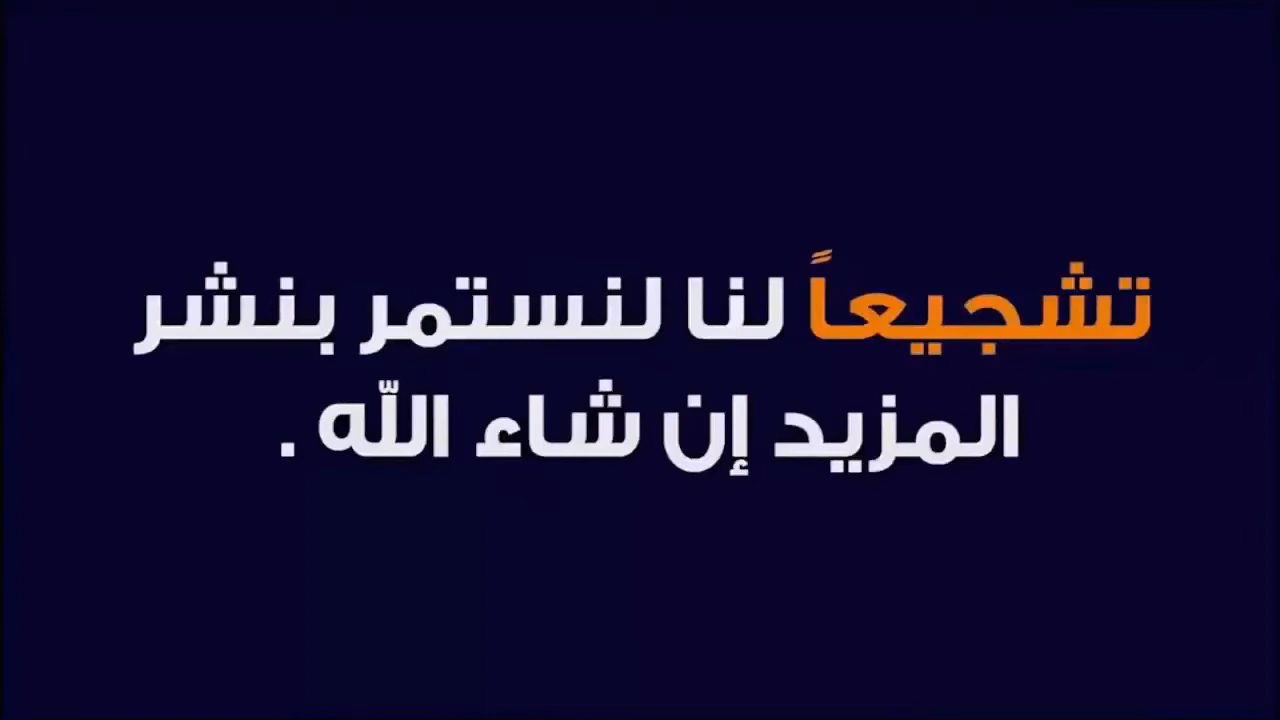 تشجيعاً لنا لنستمر بنشر
المزيد إن شاء اللّه .